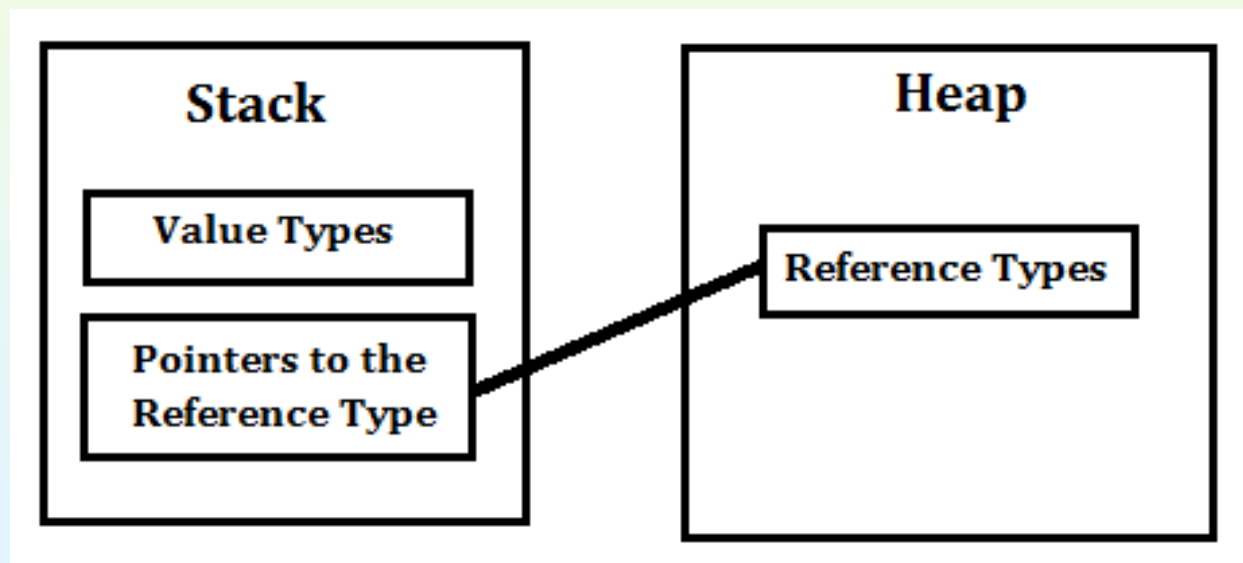 Stack
Value Types
Pointers to the
Reference Type
Heap
Reference Types